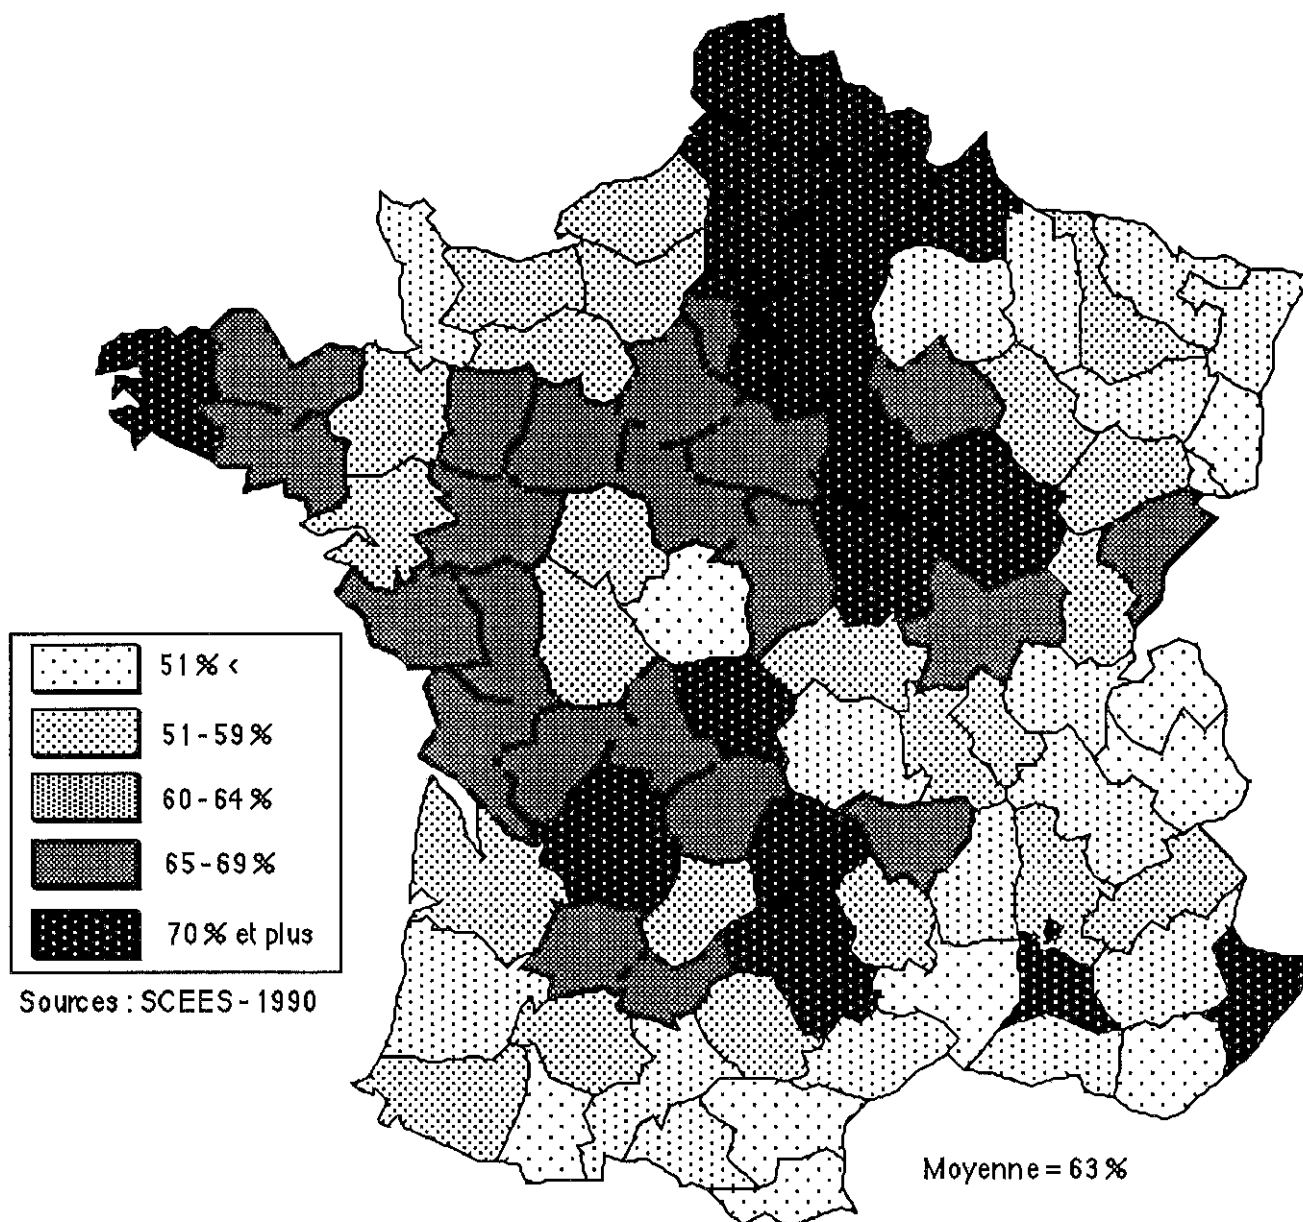 51% <
51-59%
60-64%
65-69%
70% et plus
Sources : SCEES - 1990
Moyenne = 63%